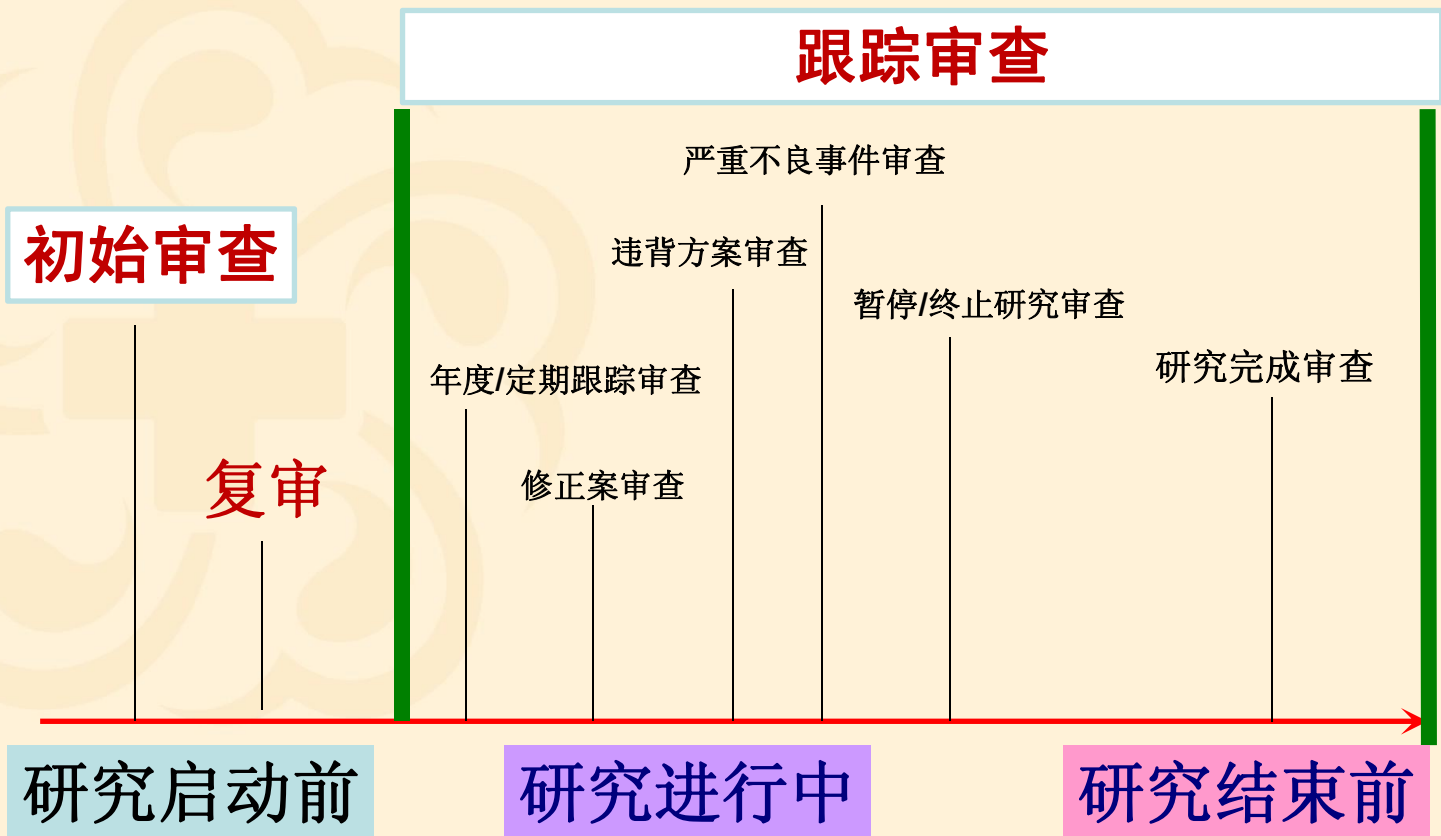 跟踪审查
严重不良事件审查
初始审查
违背方案审查
暂停/终止研究审查
研究完成审查
年度/定期跟踪审查
复审
修正案审查
研究启动前
研究进行中
研究结束前